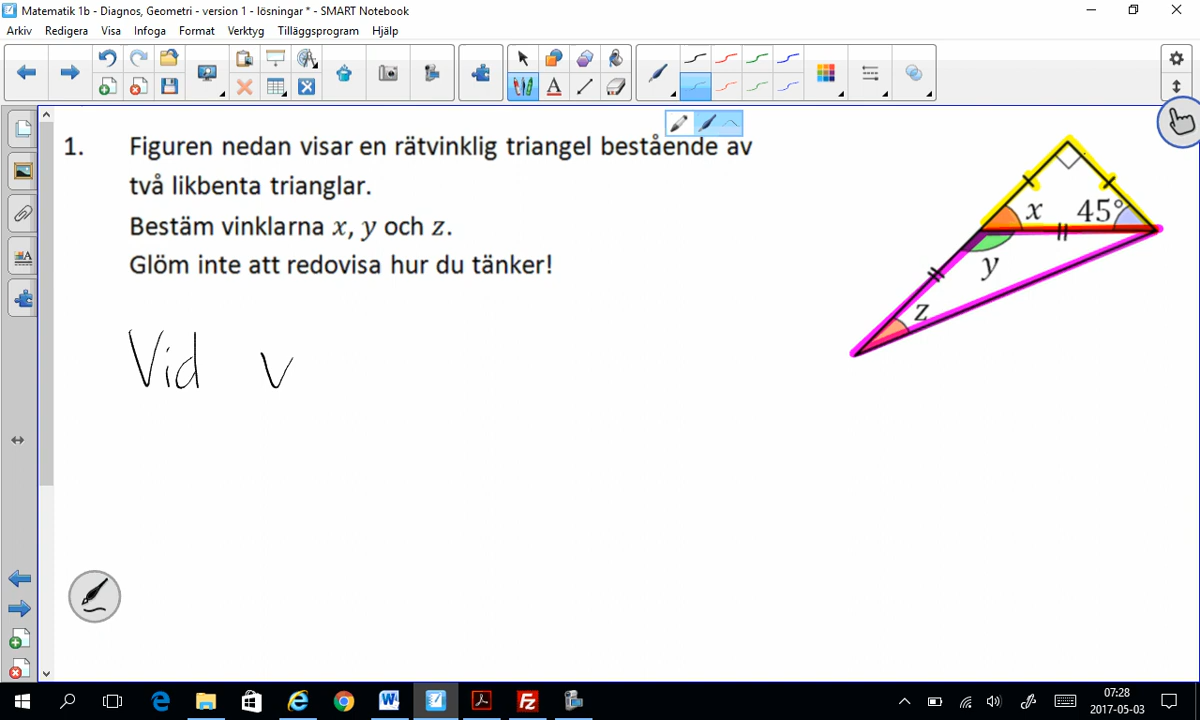 Matematik 1b - Diagnos, Geometri - version 1 - lösningar * - SMART Notebook
Arkiv Redigera Visa Infoga Format Verktyg Tilläggsprogram Hjälp
1. Figuren nedan visar en rätvinklig triangel bestående av
två likbenta trianglar.
Bestäm vinklarna x, y och z.
Glöm inte att redovisa hur du tänker!
x 45°
y
z
Vid v
07:28
2017-05-03